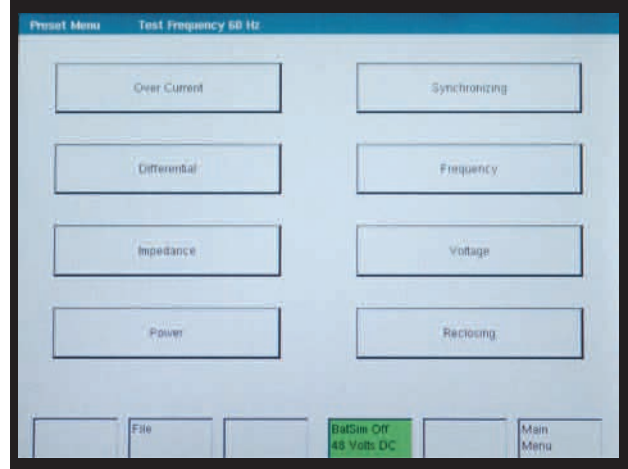 Preset Menu Test Frequency 60 Hz
Over Current
Synchronizing
Differential
Frequency
Impedance
Voltage
Power
Reclosing
File
BatSim Off
48 Volts DC
Main
Menu